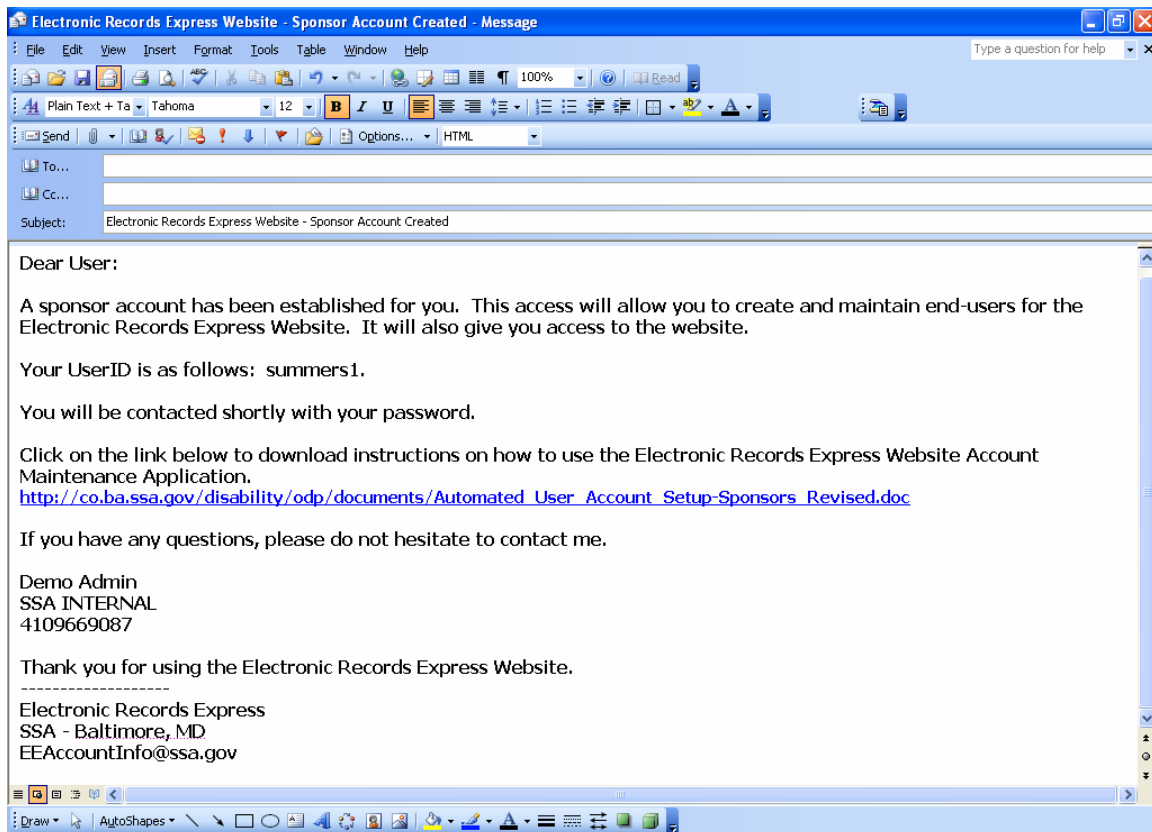 Electronic Records Express Website - Sponsor Account Created - Message
File Edit View Insert Format Tools Table Window Help Type a question for help
100% Read
Plain Text + Ta Tahoma 12 B I U
Send Options... HTML
To...
Cc...
Subject: Electronic Records Express Website - Sponsor Account Created
Dear User:
A sponsor account has been established for you. This access will allow you to create and maintain end-users for the
Electronic Records Express Website. It will also give you access to the website.
Your UserID is as follows: summers1.
You will be contacted shortly with your password.
Click on the link below to download instructions on how to use the Electronic Records Express Website Account
Maintenance Application.
http://co.ba.ssa.gov/disability/odp/documents/Automated_User_Account_Setup-Sponsors_Revised.doc
If you have any questions, please do not hesitate to contact me.
Demo Admin
SSA INTERNAL
4109669087
Thank you for using the Electronic Records Express Website.
-------------------
Electronic Records Express
SSA - Baltimore, MD
EEAccountInfo@ssa.gov
Draw AutoShapes